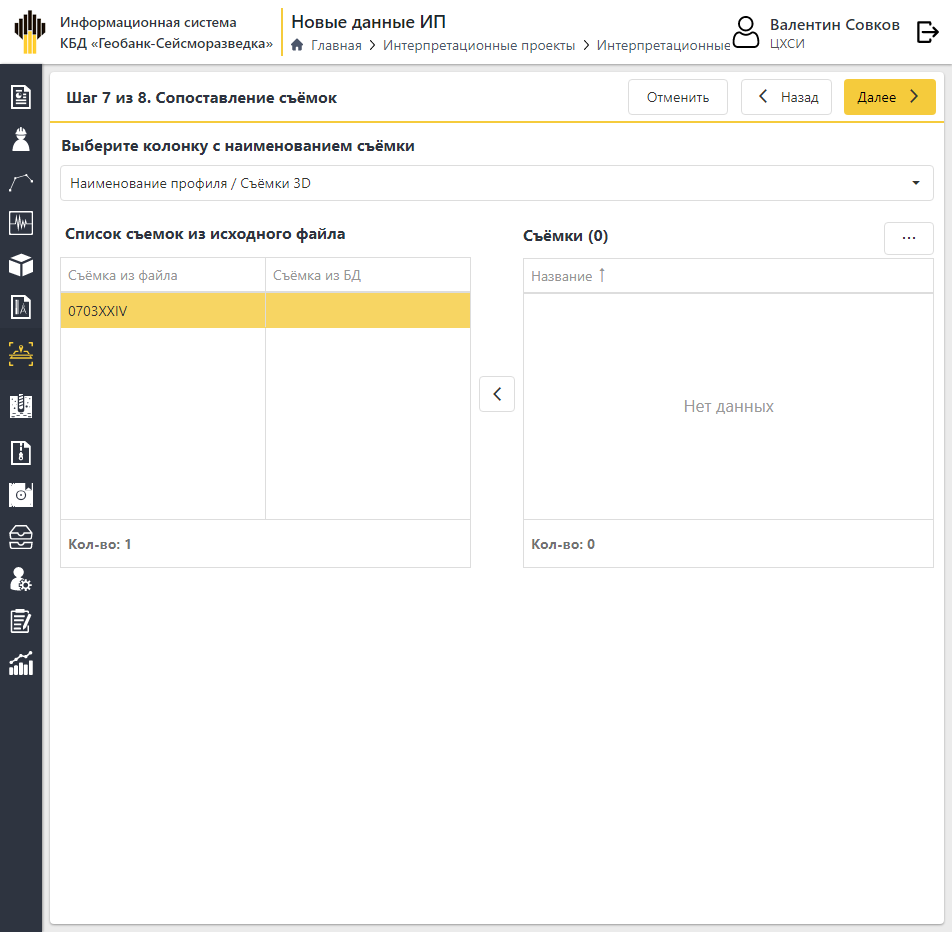 Информационная система
КБД «Геобанк-Сейсморазведка»
Новые данные ИП
Главная > Интерпретационные проекты > Интерпретационные
Валентин Совков
ЦХСИ
Шаг 7 из 8. Сопоставление съёмок
Отменить
Назад
Далее
Выберите колонку с наименованием съёмки
Наименование профиля / Съёмки 3D
Список съемок из исходного файла
Съёмка из файла
Съёмка из БД
0703XXIV
Кол-во: 1
Съёмки (0)
...
Название ↑
Нет данных
Кол-во: 0